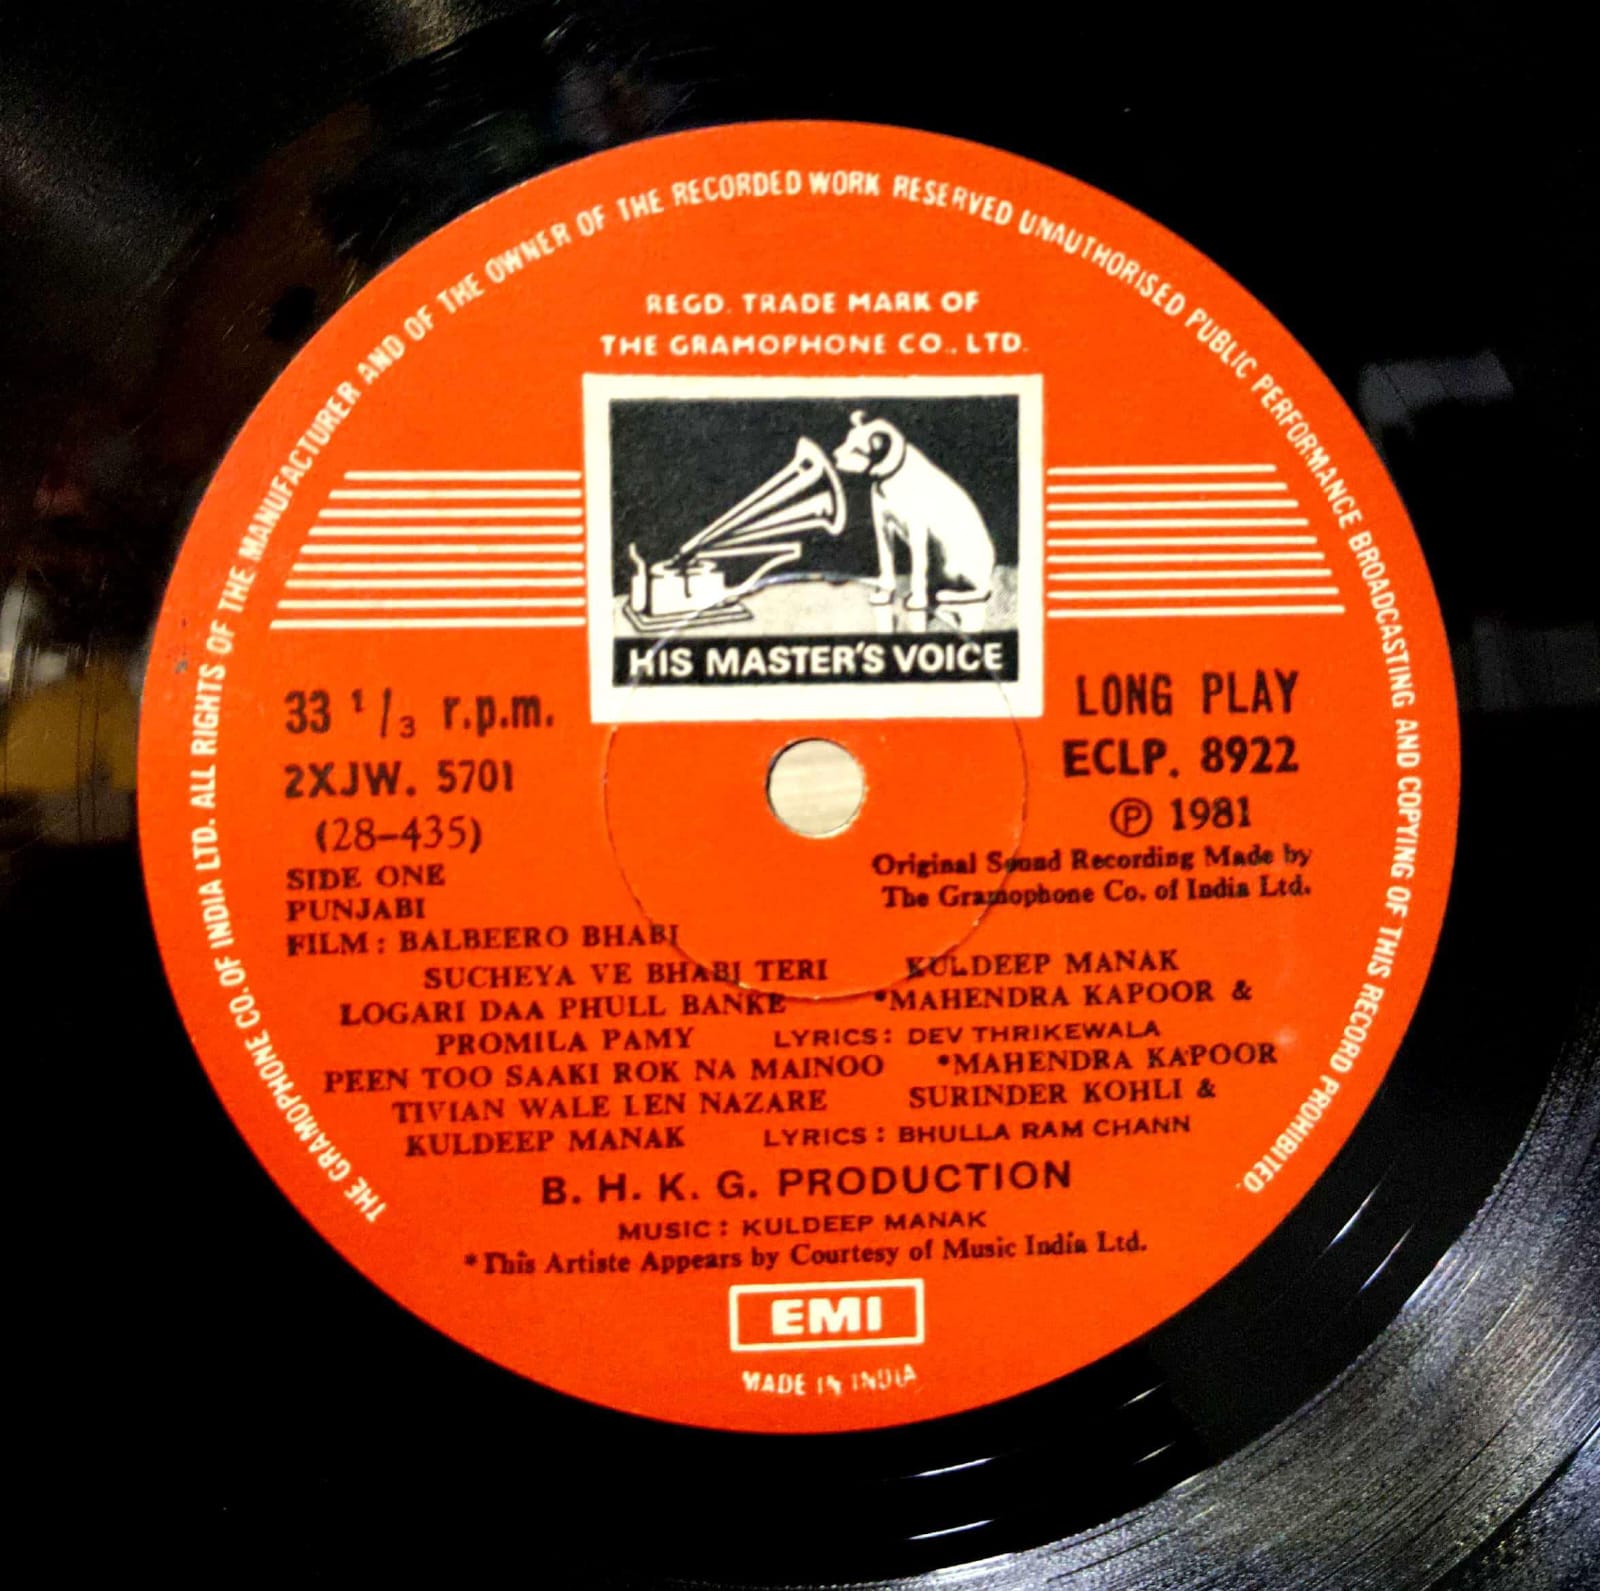 THE GRAMOPHONE CO. OF INDIA LTD. ALL RIGHTS OF THE MANUFACTURER AND OF THE OWNER OF THE RECORDED WORK RESERVED UNAUTHORISED PUBLIC PERFORMANCE BROADCASTING AND COPYING OF THIS RECORD PROHIBITED.
REGD. TRADE MARK OF
THE GRAMOPHONE CO., LTD.
HIS MASTER'S VOICE
33 1/3 r.p.m.
2XJW. 5701
(28-435)
LONG PLAY
ECLP. 8922
Ⓟ 1981
Original Sound Recording Made by
The Gramophone Co. of India Ltd.
SIDE ONE
PUNJABI
FILM : BALBEERO BHABI
SUCHEYA VE BHABI TERI KULDEEP MANAK
LOGARI DAA PHULL BANKE *MAHENDRA KAPOOR &
PROMILA PAMY LYRICS : DEV THRIKEWALA
PEEN TOO SAAKI ROK NA MAINOO *MAHENDRA KAPOOR
TIVIAN WALE LEN NAZARE SURINDER KOHLI &
KULDEEP MANAK LYRICS : BHULLA RAM CHANN
B. H. K. G. PRODUCTION
MUSIC : KULDEEP MANAK
*This Artiste Appears by Courtesy of Music India Ltd.
EMI
MADE IN INDIA